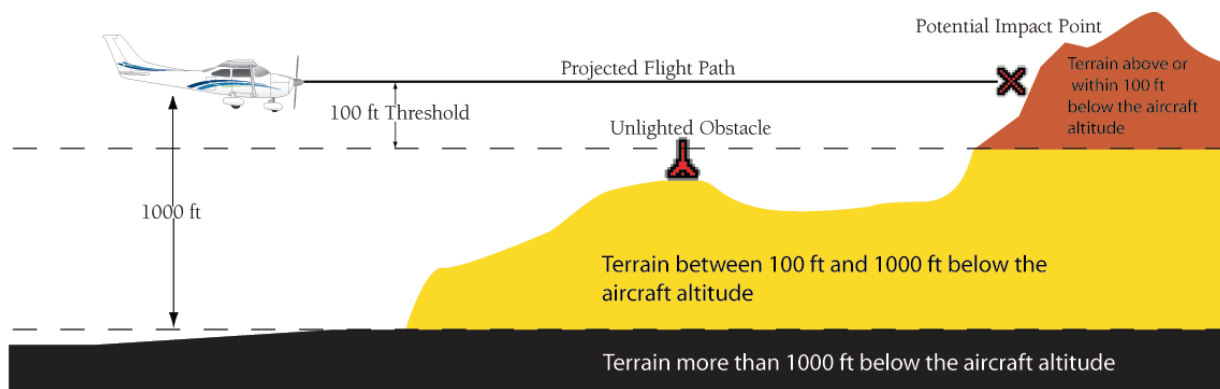 Potential Impact Point
Projected Flight Path
Terrain above or
within 100 ft
below the aircraft
altitude
100 ft Threshold
Unlighted Obstacle
1000 ft
Terrain between 100 ft and 1000 ft below the
aircraft altitude
Terrain more than 1000 ft below the aircraft altitude